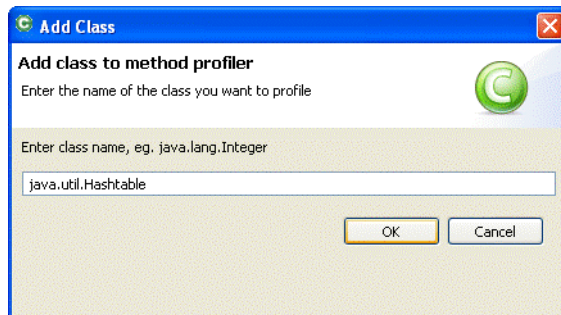 Add Class
Add class to method profiler
Enter the name of the class you want to profile
Enter class name, eg. java.lang.Integer
java.util.Hashtable
OK Cancel